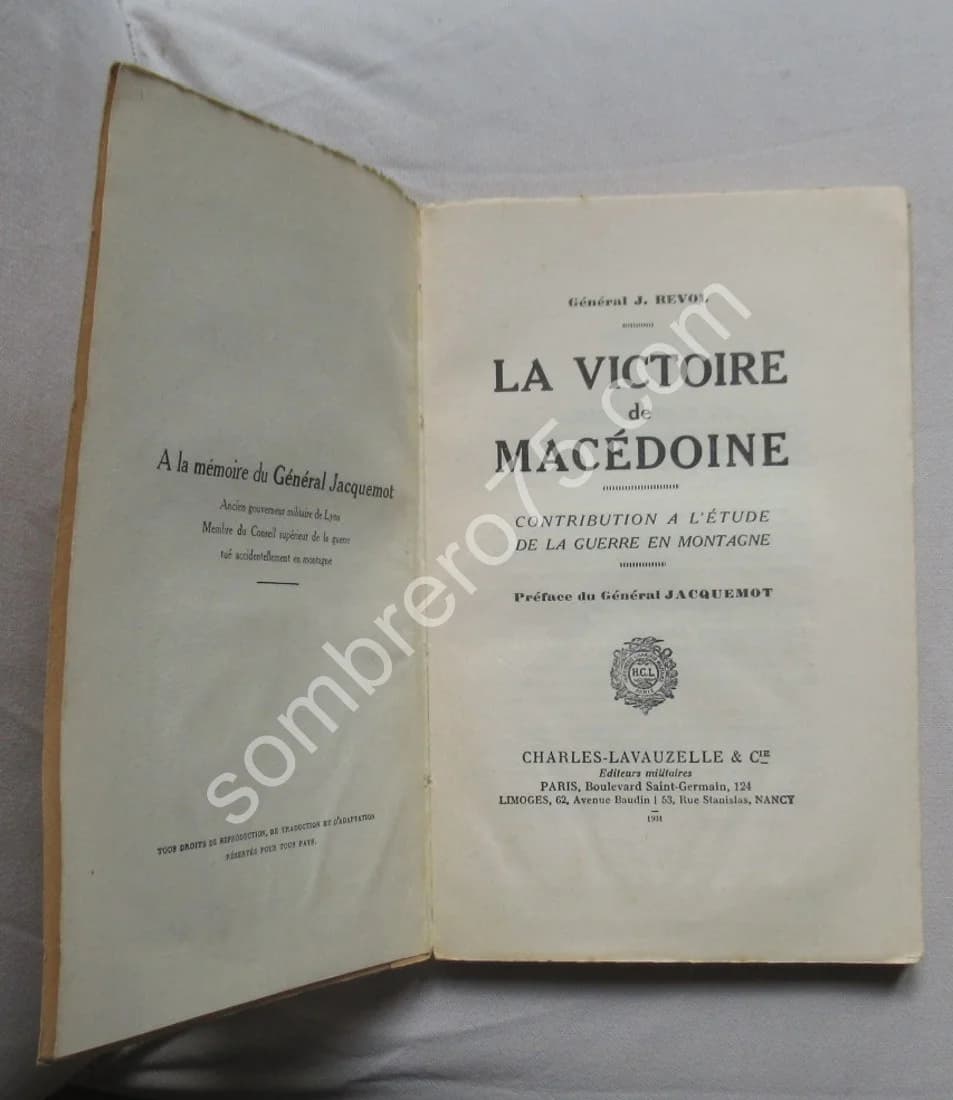 A la mémoire du Général Jacquemot
Ancien gouverneur militaire de Lyon
Membre du Conseil supérieur de la guerre
tué accidentellement en montagne
TOUS DROITS DE REPRODUCTION, DE TRADUCTION ET D'ADAPTATION
RÉSERVÉS POUR TOUS PAYS.
Général J. REVOL
LA VICTOIRE
de
MACÉDOINE
CONTRIBUTION A L'ÉTUDE
DE LA GUERRE EN MONTAGNE
Préface du Général JACQUEMOT
H.C.L.
PARIS
CHARLES-LAVAUZELLE & CIE
Editeurs militaires
PARIS, Boulevard Saint-Germain, 124
LIMOGES, 62, Avenue Baudin | 53, Rue Stanislas, NANCY
1931
sombrero75.com